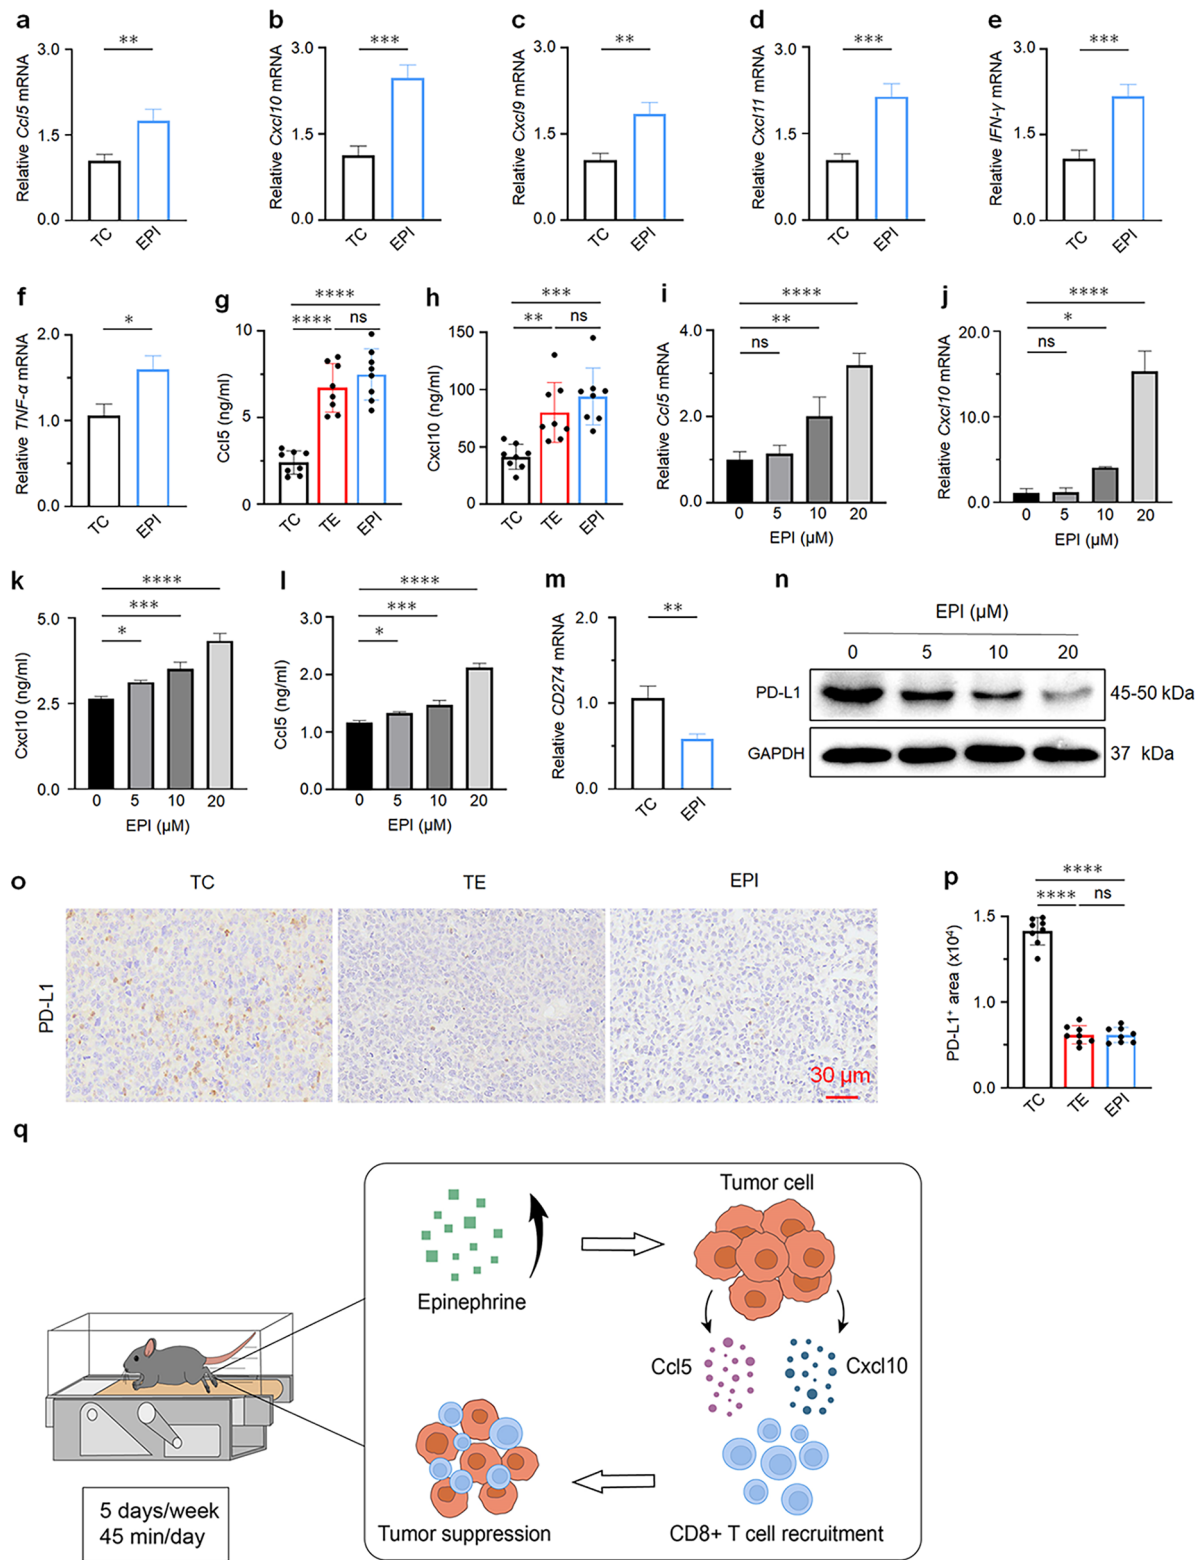 a
**
3.0
1.5
0.0
Relative Ccl5 mRNA
TC
EPI
b
***
3.0
1.5
0.0
Relative Cxcl10 mRNA
TC
EPI
c
**
3.0
1.5
0.0
Relative Cxcl9 mRNA
TC
EPI
d
***
3.0
1.5
0.0
Relative Cxcl11 mRNA
TC
EPI
e
***
3.0
1.5
0.0
Relative IFN-γ mRNA
TC
EPI
f
*
2.0
1.0
0.0
Relative TNF-α mRNA
TC
EPI
g
****
**** ns
10
5
0
Ccl5 (ng/ml)
TC
TE
EPI
h
***
** ns
150
100
50
0
Cxcl10 (ng/ml)
TC
TE
EPI
i
****
**
ns
4.0
2.0
0.0
Relative Ccl5 mRNA
0 5 10 20
EPI (μM)
j
****
*
ns
20.0
10.0
0.0
Relative Cxcl10 mRNA
0 5 10 20
EPI (μM)
k
****
***
*
5.0
2.5
0.0
Cxcl10 (ng/ml)
0 5 10 20
EPI (μM)
l
****
***
*
3.0
2.0
1.0
0.0
Ccl5 (ng/ml)
0 5 10 20
EPI (μM)
m
**
2.0
1.0
0.0
Relative CD274 mRNA
TC
EPI
n
EPI (μM)
0 5 10 20
PD-L1 45-50 kDa
GAPDH 37 kDa
o
TC TE EPI
PD-L1
30 μm
p
****
**** ns
1.5
1.0
0.0
PD-L1⁺ area (x10⁴)
TC
TE
EPI
q
Tumor cell
Epinephrine
Ccl5 Cxcl10
5 days/week
45 min/day
Tumor suppression CD8+ T cell recruitment